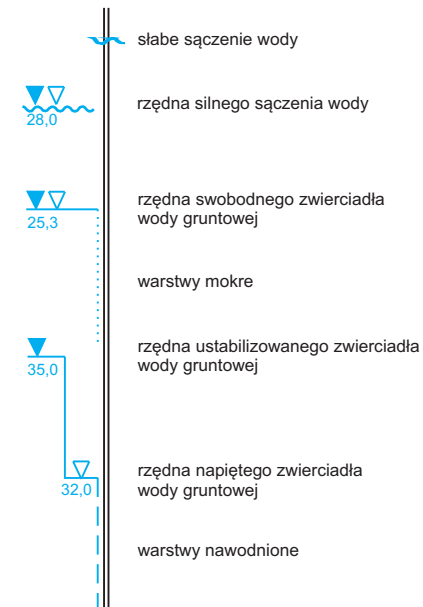 słabe sączenie wody
rzędna silnego sączenia wody
28,0
rzędna swobodnego zwierciadła
wody gruntowej
25,3
warstwy mokre
rzędna ustabilizowanego zwierciadła
wody gruntowej
35,0
rzędna napiętego zwierciadła
wody gruntowej
32,0
warstwy nawodnione